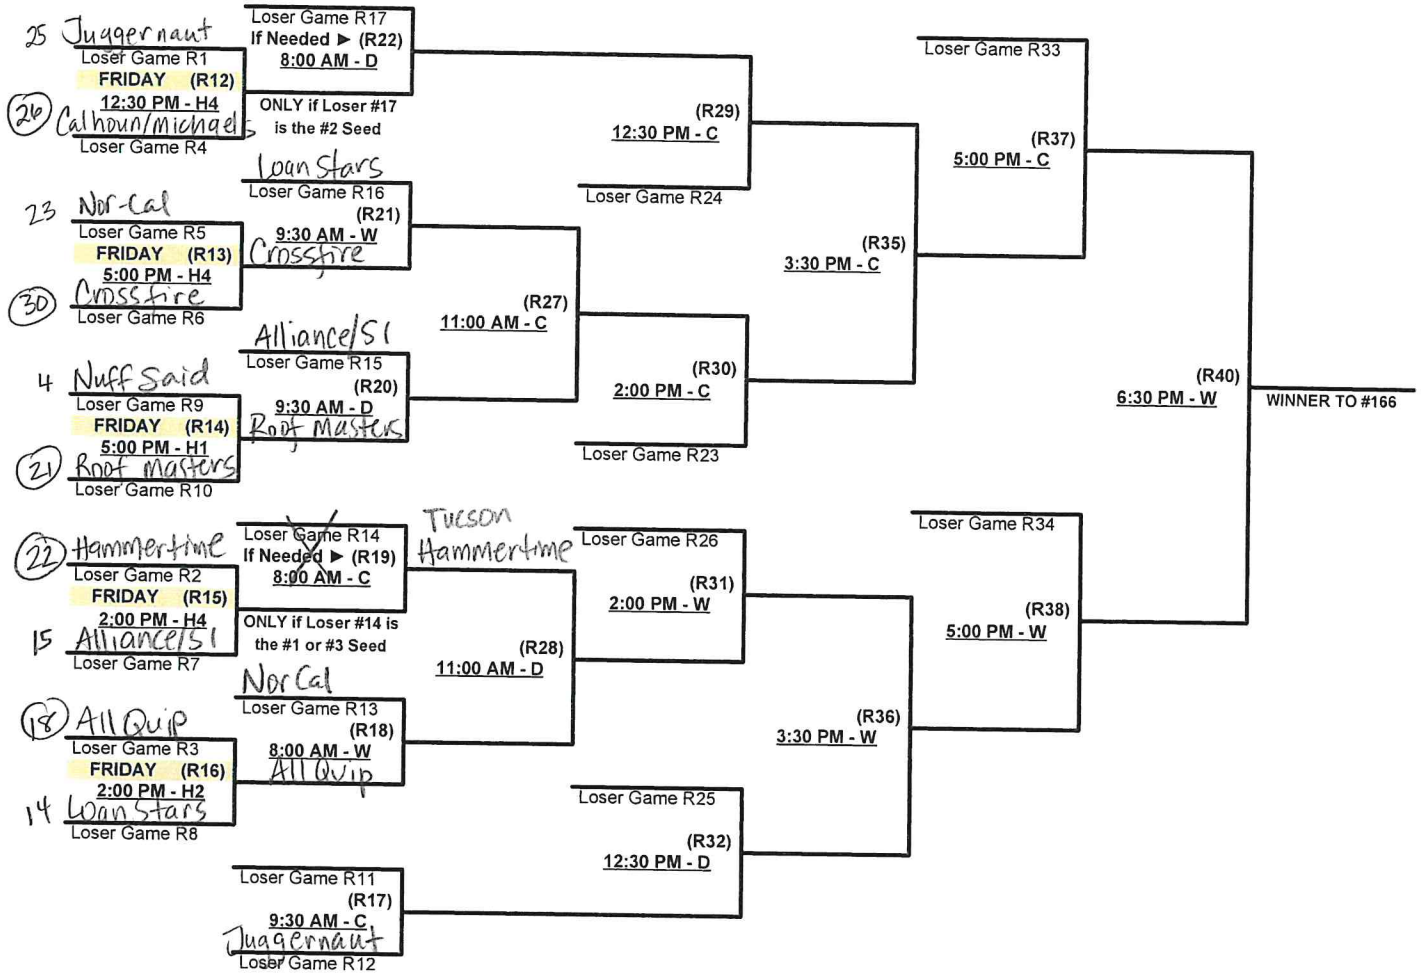 25 Juggernaut
Loser Game R1
FRIDAY (R12)
12:30 PM - H4
26 Calhoun/Michaels
Loser Game R4
Loser Game R17
If Needed ► (R22)
8:00 AM - D
ONLY if Loser #17
is the #2 Seed
23 Nor-Cal
Loser Game R5
FRIDAY (R13)
5:00 PM - H4
30 Crossfire
Loser Game R6
Loan Stars
Loser Game R16
(R21)
9:30 AM - W
Crossfire
4 Nuff Said
Loser Game R9
FRIDAY (R14)
5:00 PM - H1
21 Roof Masters
Loser Game R10
Alliance/SI
Loser Game R15
(R20)
9:30 AM - D
Roof Masters
22 Hammertime
Loser Game R2
FRIDAY (R15)
2:00 PM - H4
15 Alliance/SI
Loser Game R7
Loser Game R14
If Needed ► (R19)
8:00 AM - C
ONLY if Loser #14 is
the #1 or #3 Seed
18 All Quip
Loser Game R3
FRIDAY (R16)
2:00 PM - H2
14 Loan Stars
Loser Game R8
NorCal
Loser Game R13
(R18)
8:00 AM - W
All Quip
Loser Game R11
(R17)
9:30 AM - C
Juggernaut
Loser Game R12
(R27)
11:00 AM - C
Tucson
Hammertime
(R28)
11:00 AM - D
(R29)
12:30 PM - C
Loser Game R24
(R30)
2:00 PM - C
Loser Game R23
Loser Game R26
(R31)
2:00 PM - W
Loser Game R25
(R32)
12:30 PM - D
(R35)
3:30 PM - C
(R36)
3:30 PM - W
Loser Game R33
(R37)
5:00 PM - C
Loser Game R34
(R38)
5:00 PM - W
(R40)
6:30 PM - W
WINNER TO #166